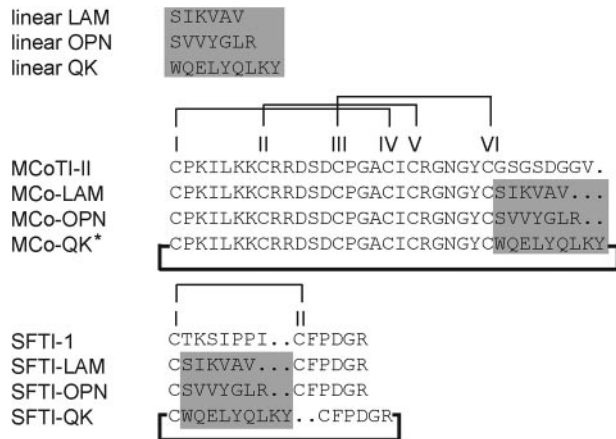 linear LAM SIKVAV
linear OPN SVVYGLR
linear QK WQELYQLKY
I II III IV V VI
MCoTI-II CPKILKKCRRDSDCPGACICRGNGYCGSGSDGGV.
MCo-LAM CPKILKKCRRDSDCPGACICRGNGYCSIKVAV...
MCo-OPN CPKILKKCRRDSDCPGACICRGNGYCSVVYGLR..
MCo-QK* CPKILKKCRRDSDCPGACICRGNGYCWQELYQLKY
I II
SFTI-1 CTKSIPPI..CFPDGR
SFTI-LAM CSIKVAV...CFPDGR
SFTI-OPN CSVVYGLR..CFPDGR
SFTI-QK CWQELYQLKY..CFPDGR